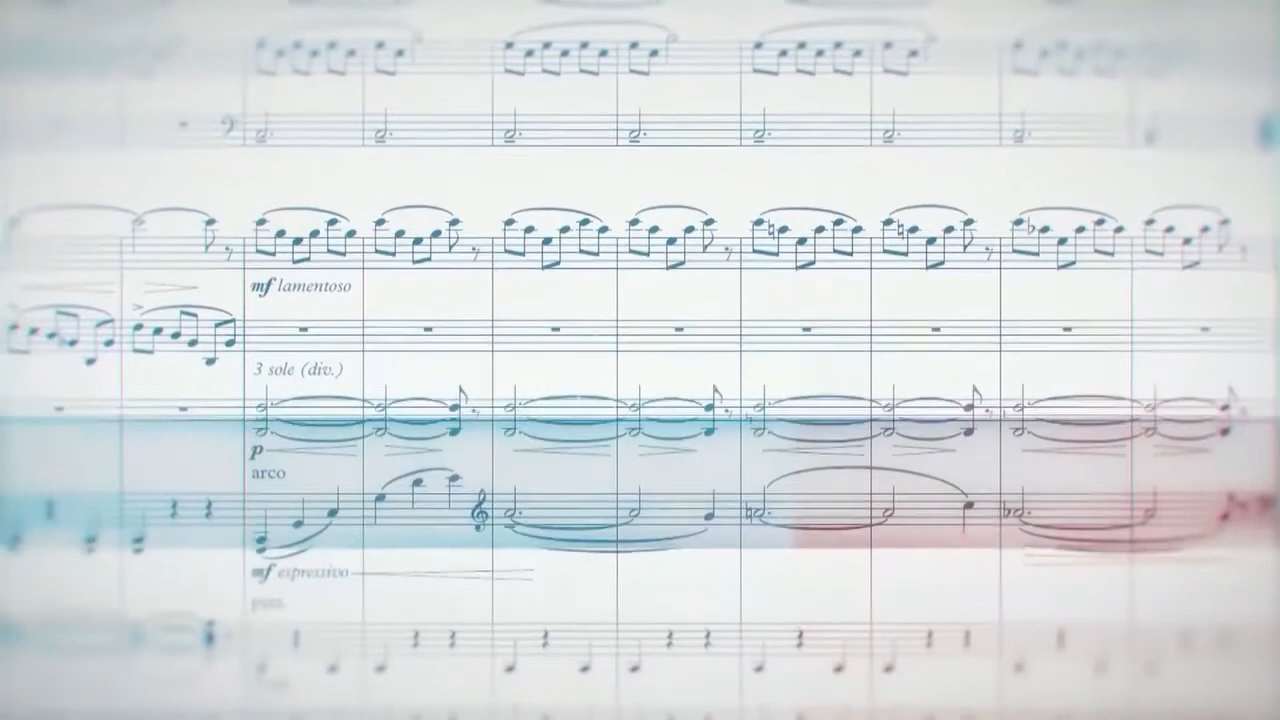 mf lamentoso
3 sole (div.)
p
arco
mf espressivo